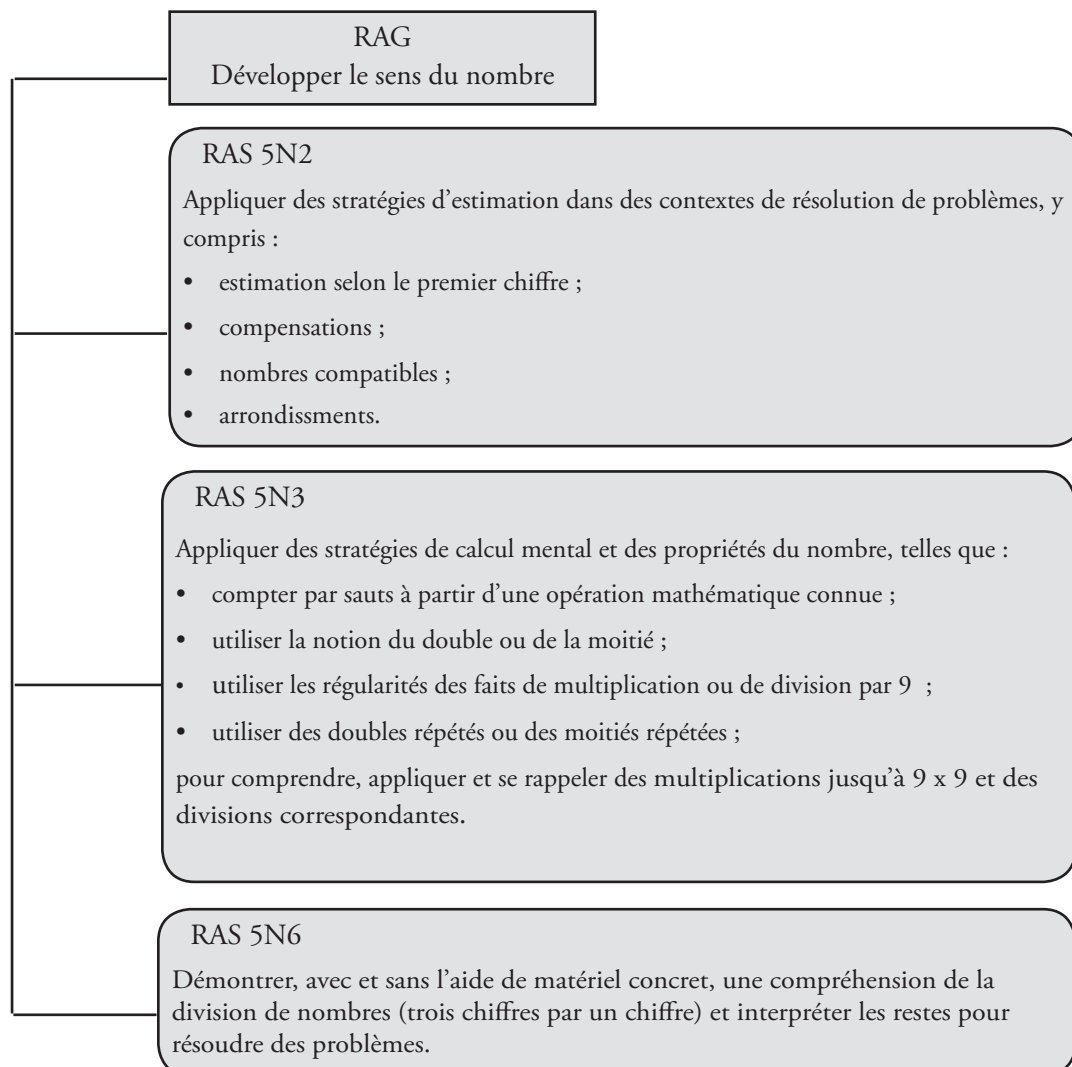 RAG
Développer le sens du nombre
RAS 5N2
Appliquer des stratégies d'estimation dans des contextes de résolution de problèmes, y
compris :
• estimation selon le premier chiffre ;
• compensations ;
• nombres compatibles ;
• arrondissments.
RAS 5N3
Appliquer des stratégies de calcul mental et des propriétés du nombre, telles que :
• compter par sauts à partir d'une opération mathématique connue ;
• utiliser la notion du double ou de la moitié ;
• utiliser les régularités des faits de multiplication ou de division par 9 ;
• utiliser des doubles répétés ou des moitiés répétées ;
pour comprendre, appliquer et se rappeler des multiplications jusqu'à 9 x 9 et des
divisions correspondantes.
RAS 5N6
Démontrer, avec et sans l'aide de matériel concret, une compréhension de la
division de nombres (trois chiffres par un chiffre) et interpréter les restes pour
résoudre des problèmes.